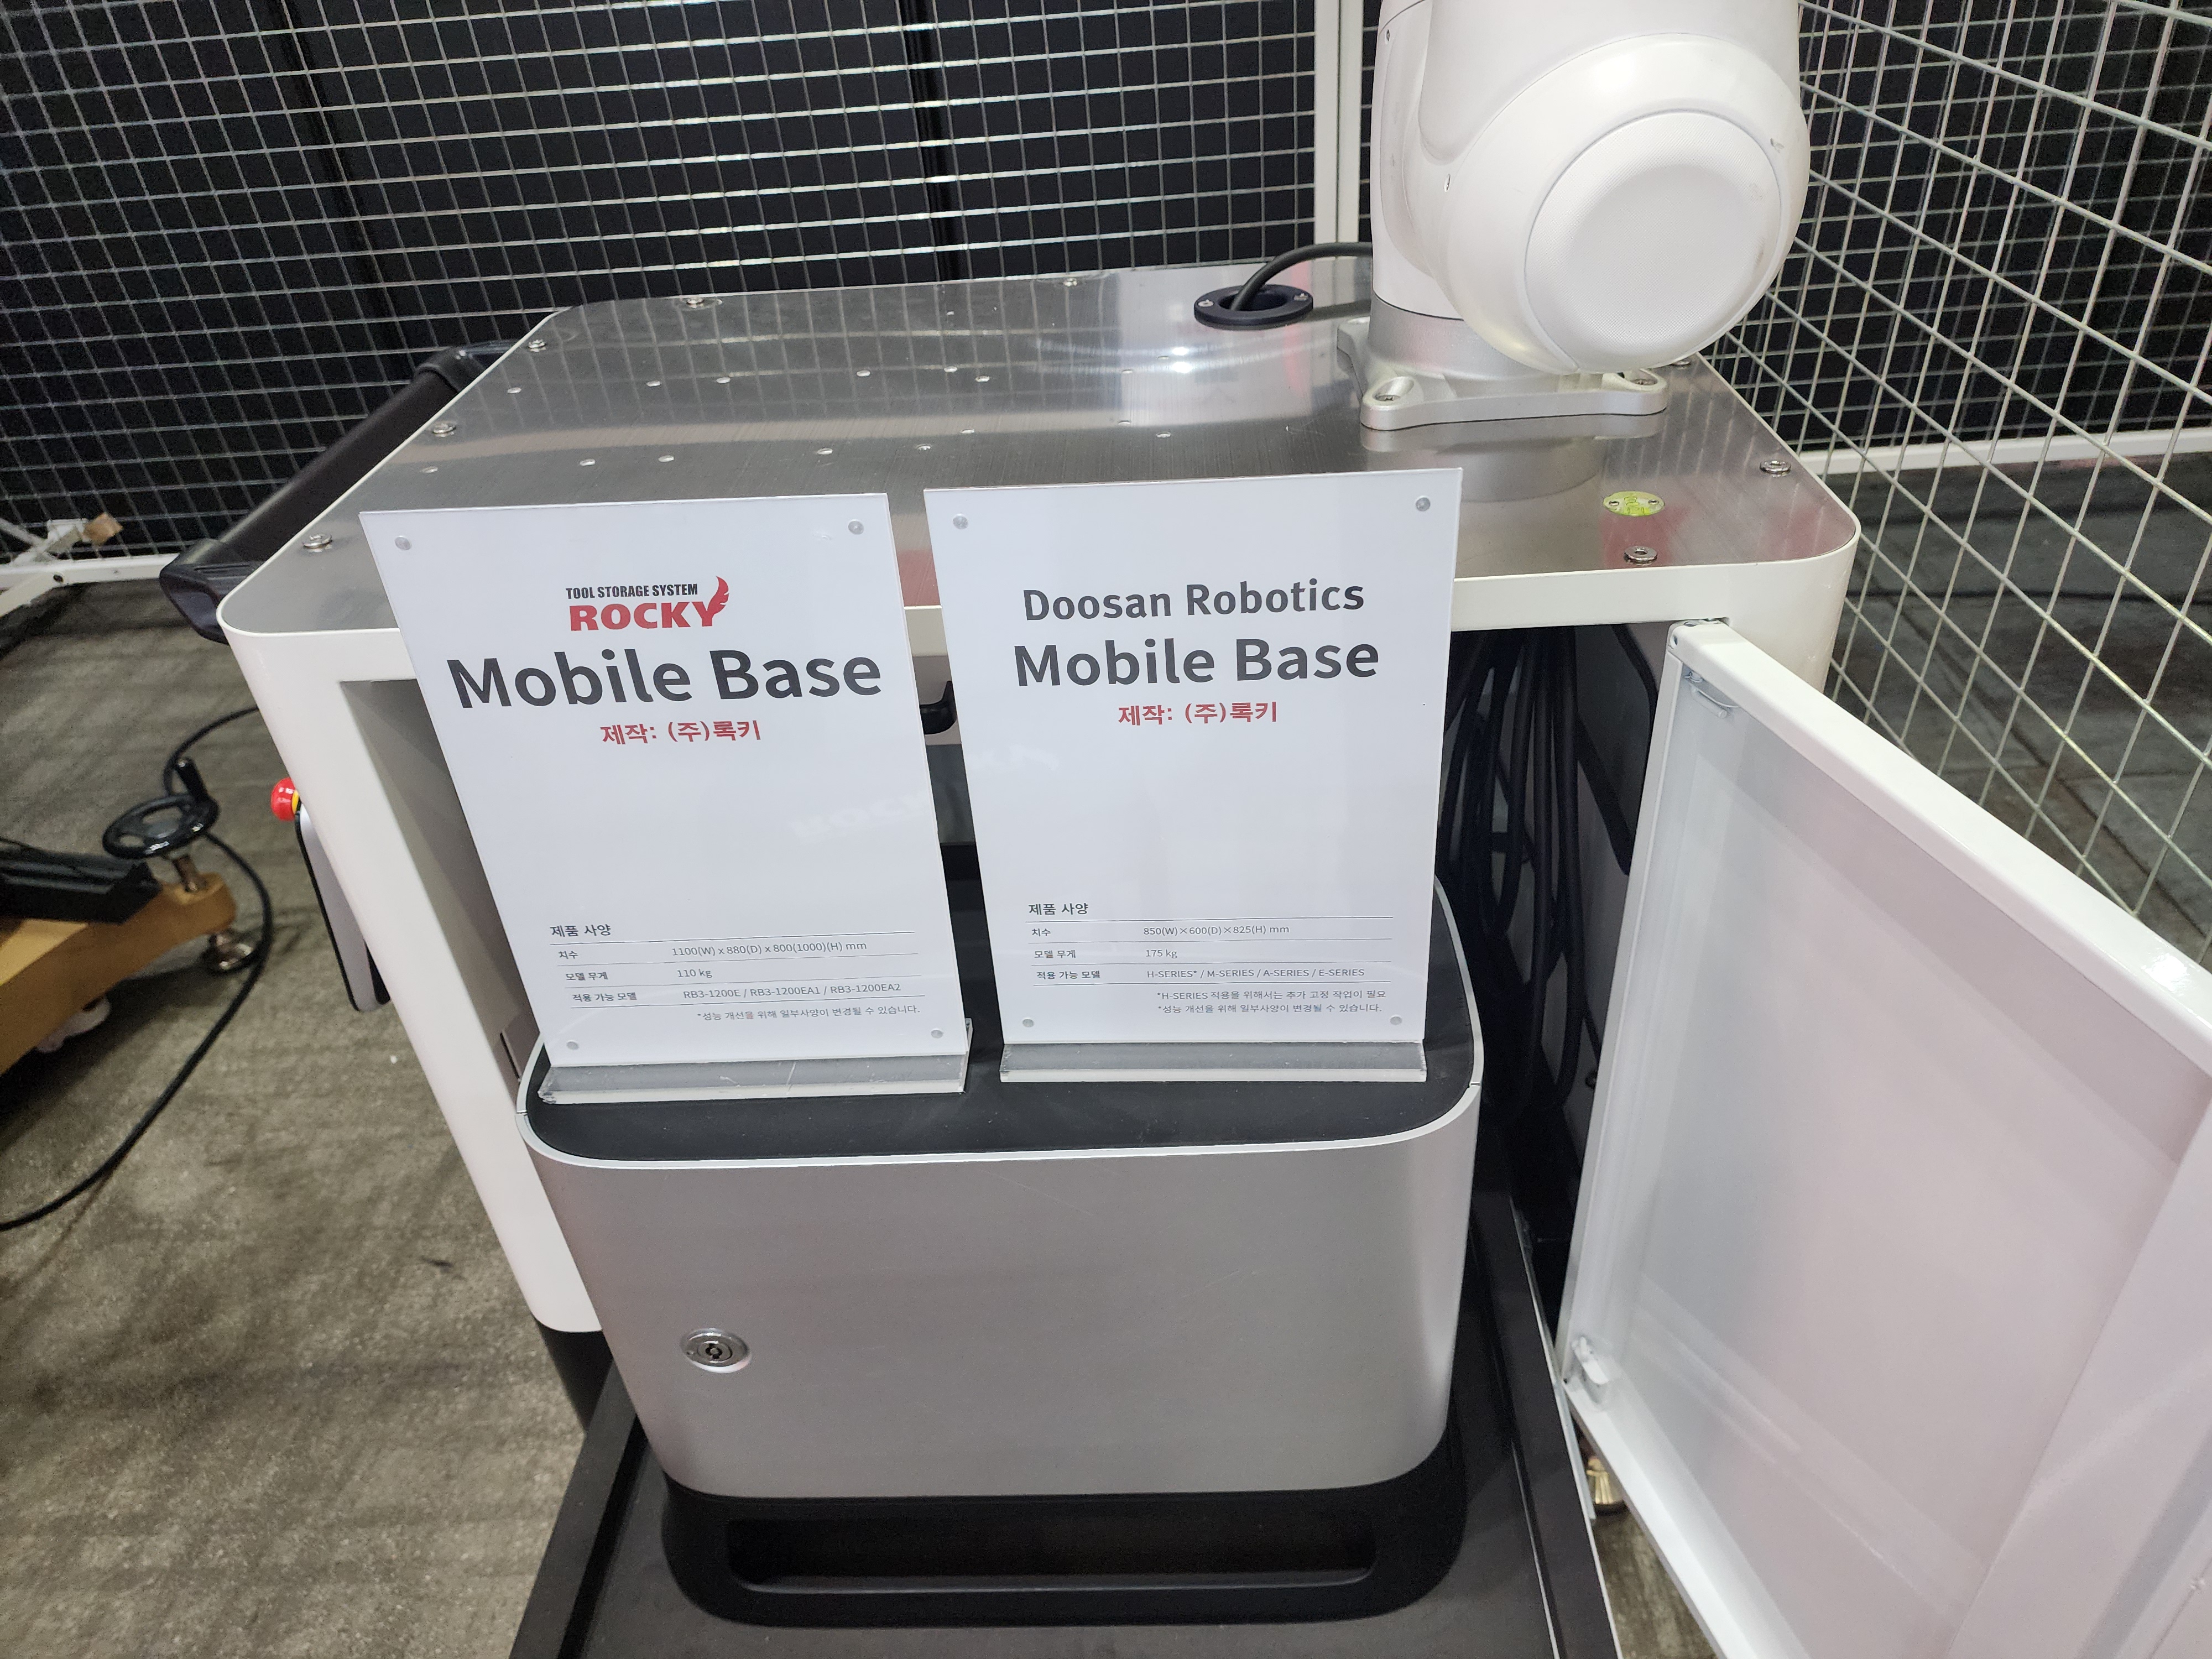 TOOL STORAGE SYSTEM
ROCKY
Mobile Base
제작: (주)록키
제품 사양
치수 1100(W) x 880(D) x 800(1000)(H) mm
모델 무게 110 kg
적용 가능 모델 RB3-1200E / RB3-1200EA1 / RB3-1200EA2
*성능 개선을 위해 일부사양이 변경될 수 있습니다.
Doosan Robotics
Mobile Base
제작: (주)록키
제품 사양
치수 850(W)×600(D)×825(H) mm
모델 무게 175 kg
적용 가능 모델 H-SERIES* / M-SERIES / A-SERIES / E-SERIES
*H-SERIES 적용을 위해서는 추가 고정 작업이 필요
*성능 개선을 위해 일부사양이 변경될 수 있습니다.